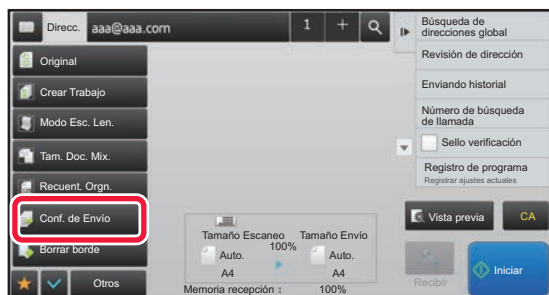 Direcc.
aaa@aaa.com
1
+
Original
Crear Trabajo
Modo Esc. Len.
Tam. Doc. Mix.
Recuent. Orgn.
Conf. de Envío
Borrar borde
Otros
Tamaño Escaneo
100%
Tamaño Envío
Auto.
A4
Auto.
A4
Memoria recepción :
100%
Búsqueda de
direcciones global
Revisión de dirección
Enviando historial
Número de búsqueda
de llamada
Sello verificación
Registro de programa
Registrar ajustes actuales
Vista previa
CA
Recibir
Iniciar